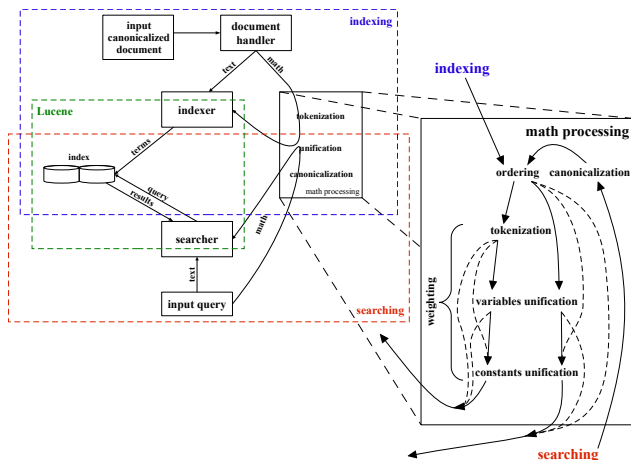 input
canonicalized
document
document
handler
indexing
text
math
Lucene
indexer
tokenization
unification
canonicalization
math processing
terms
index
query
results
math
searcher
text
input query
searching
indexing
math processing
ordering
canonicalization
tokenization
weighting
variables unification
constants unification
searching